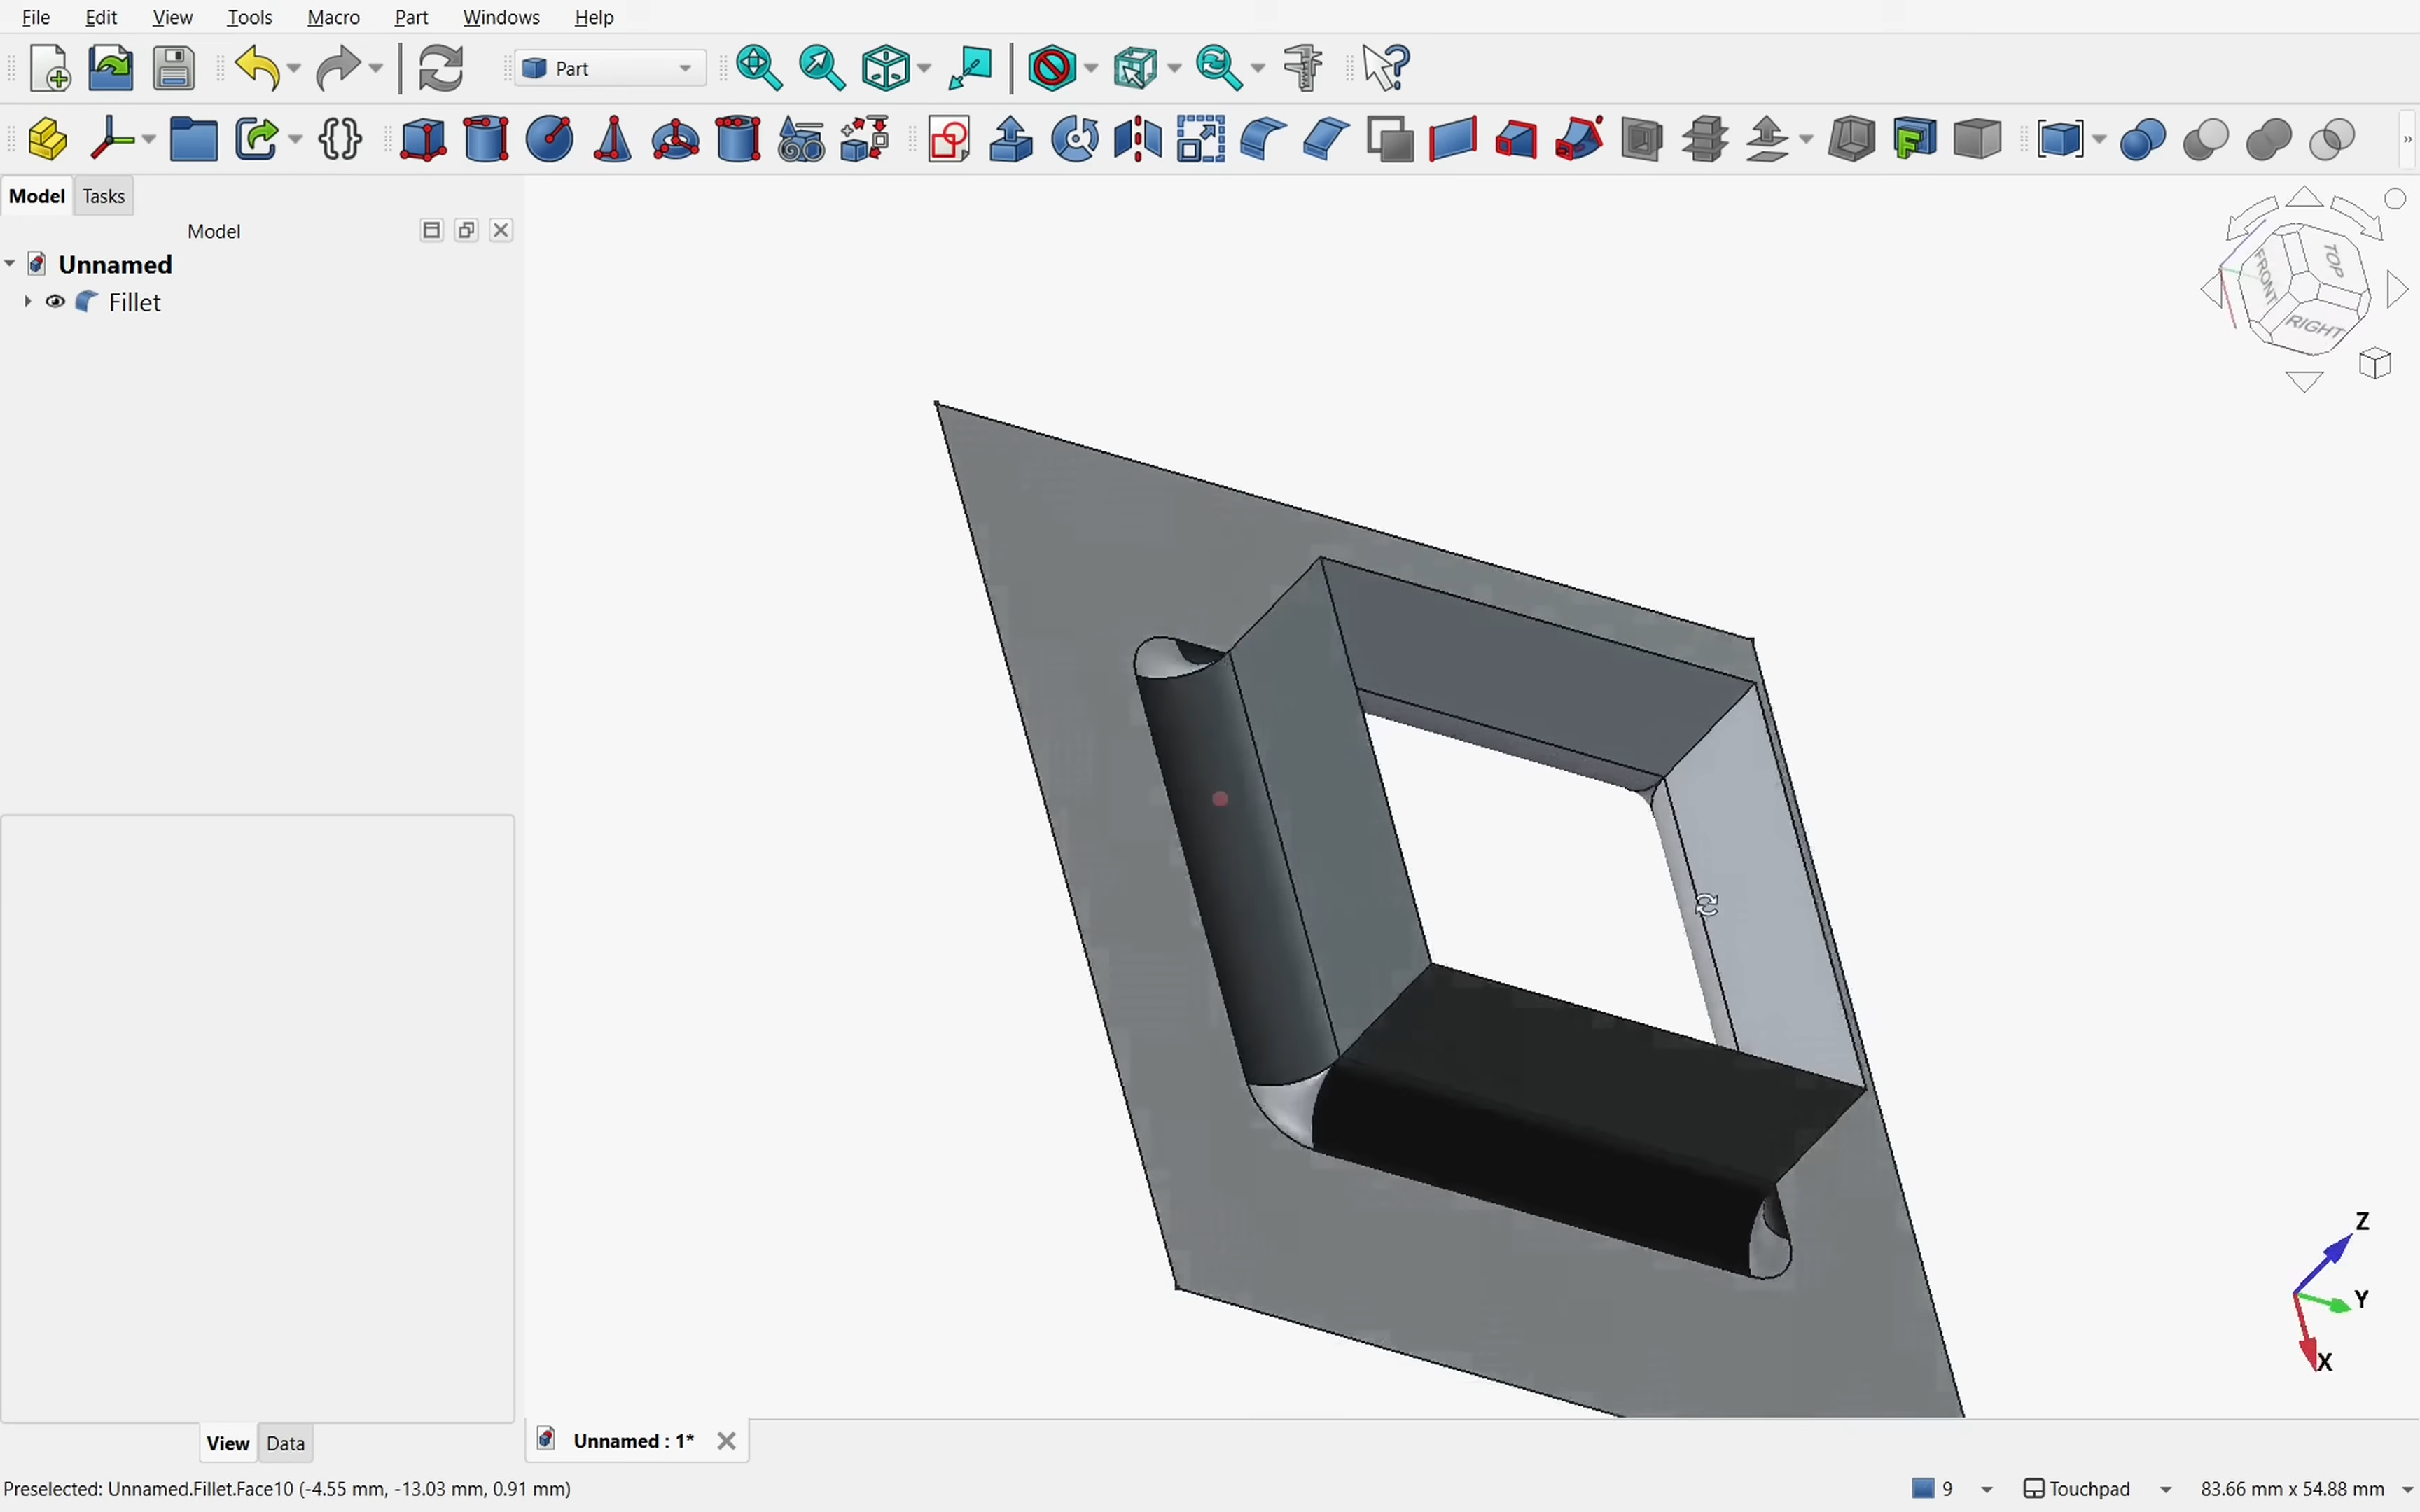 File Edit View Tools Macro Part Windows Help
Part
Model Tasks
Model
Unnamed
Fillet
FRONT TOP
RIGHT
Z
Y
X
View Data
Unnamed : 1*
Preselected: Unnamed.Fillet.Face10 (-4.55 mm, -13.03 mm, 0.91 mm)
9 Touchpad 83.66 mm x 54.88 mm